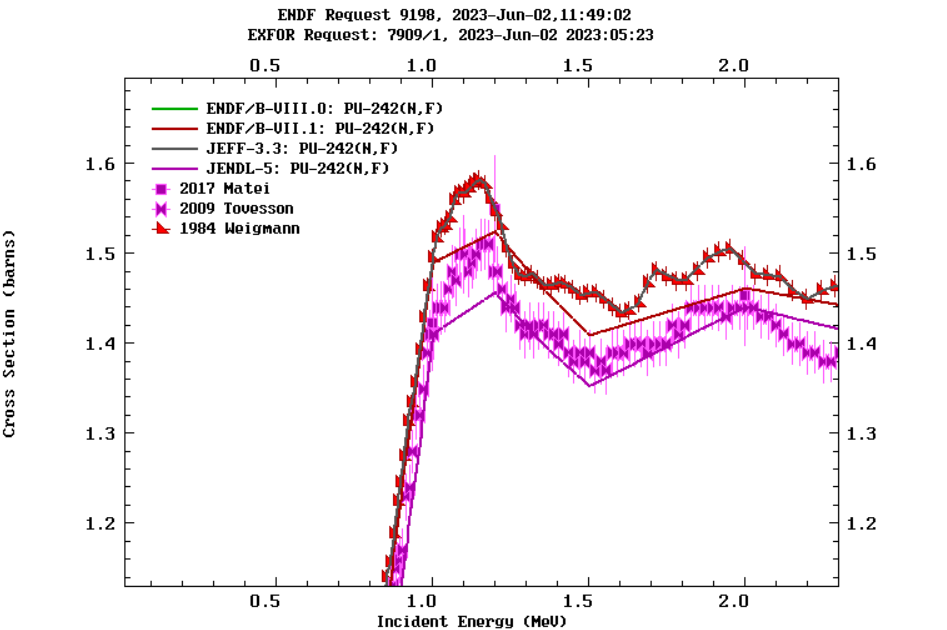 ENDF Request 9198, 2023-Jun-02,11:49:02
EXFOR Request: 7909/1, 2023-Jun-02 2023:05:23
0.5 1.0 1.5 2.0
ENDF/B-VIII.0: PU-242(N,F)
ENDF/B-VII.1: PU-242(N,F)
JEFF-3.3: PU-242(N,F)
JENDL-5: PU-242(N,F)
2017 Matei
2009 Tovesson
1984 Weigmann
1.6 1.6
1.5 1.5
1.4 1.4
1.3 1.3
1.2 1.2
Cross Section (barns)
0.5 1.0 1.5 2.0
Incident Energy (MeV)